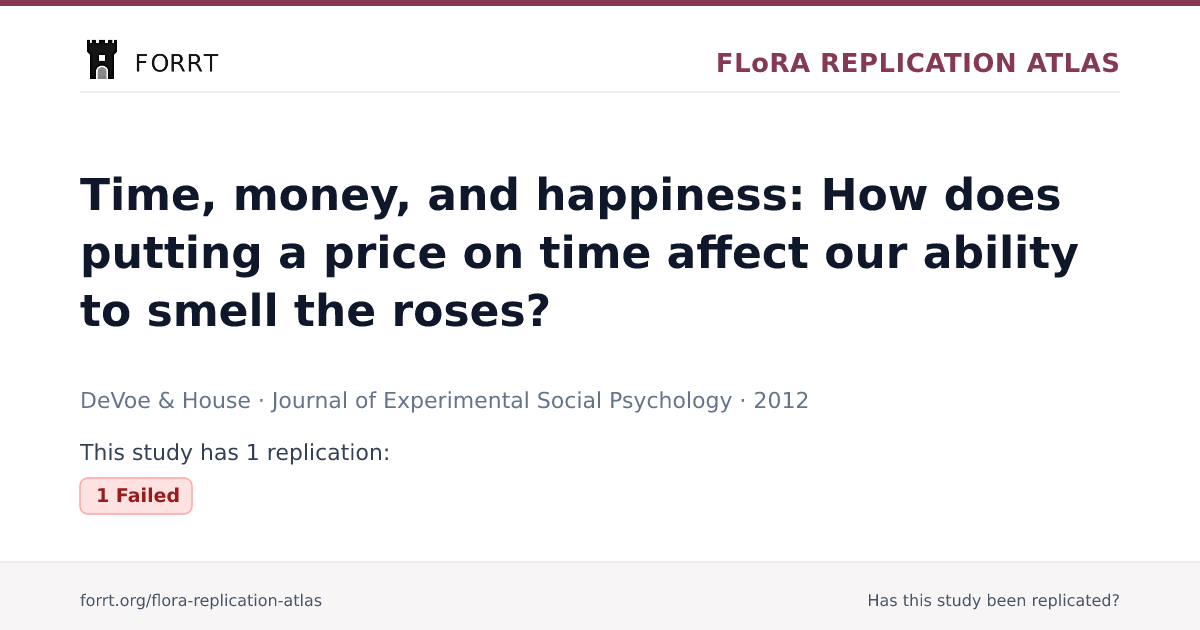 FORRT
FLoRA REPLICATION ATLAS
Time, money, and happiness: How does
putting a price on time affect our ability
to smell the roses?
DeVoe & House · Journal of Experimental Social Psychology · 2012
This study has 1 replication:
1 Failed
forrt.org/flora-replication-atlas
Has this study been replicated?